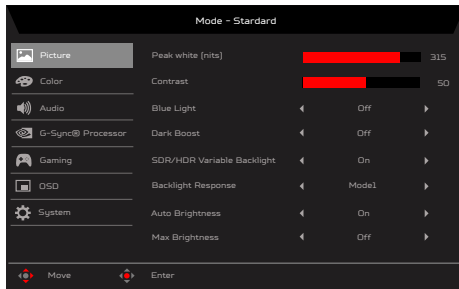 Mode - Standard
Picture
Peak white [nits]
315
Color
Contrast
50
Audio
Blue Light
Off
G-Sync® Processor
Dark Boost
Off
Gaming
SDR/HDR Variable Backlight
On
OSD
Backlight Response
Mode1
System
Auto Brightness
On
Max Brightness
Off
Move
Enter